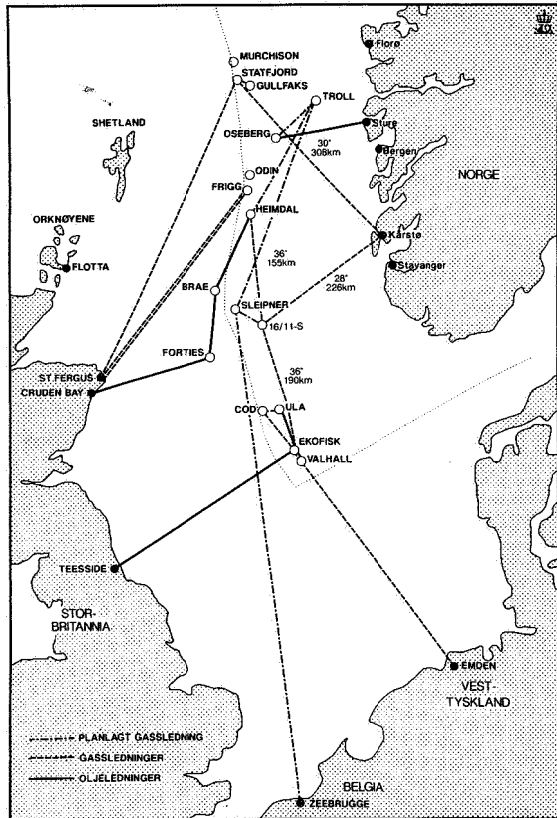 MURCHISON
STATFJORD
GULLFAKS
TROLL
Florø
SHETLAND
OSEBERG
Sture
30"
308km
Bergen
ODIN
FRIGG
NORGE
HEIMDAL
ORKNØYENE
FLOTTA
Kårstø
36"
155km
Stavanger
28"
226km
BRAE
SLEIPNER
16/11-S
FORTIES
ST.FERGUS
CRUDEN BAY
36"
190km
COD
ULA
EKOFISK
VALHALL
TEESSIDE
STOR-
BRITANNIA
EMDEN
VEST-
TYSKLAND
PLANLAGT GASSLEDNING
GASSLEDNINGER
OLJELEDNINGER
BELGIA
ZEEBRUGGE